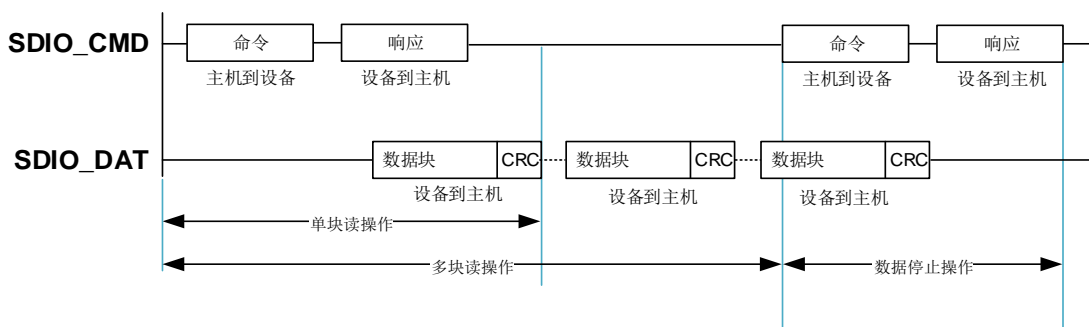 SDIO_CMD
命令
响应
命令
响应
主机到设备
设备到主机
主机到设备
设备到主机
SDIO_DAT
数据块
CRC
数据块
CRC
数据块
CRC
设备到主机
设备到主机
设备到主机
单块读操作
多块读操作
数据停止操作